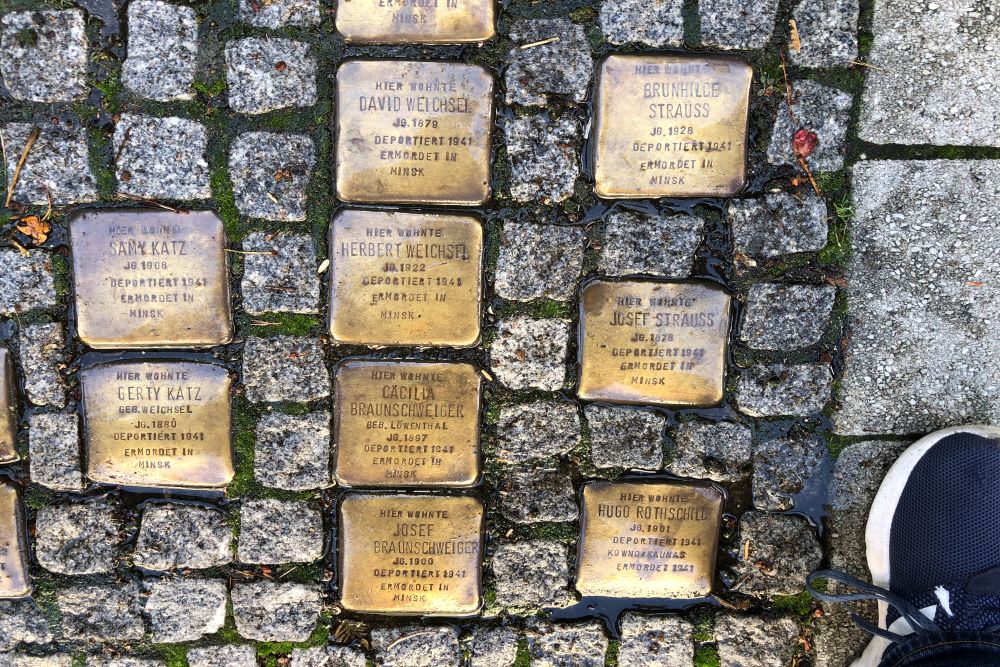 ERMORDET IN
MINSK
HIER WOHNTE
DAVID WEICHSEL
JG. 1879
DEPORTIERT 1941
ERMORDET IN
MINSK
HIER WOHNTE
BRUNHILDE
STRAUSS
JG. 1928
DEPORTIERT 1941
ERMORDET IN
MINSK
HIER WOHNTE
SAMY KATZ
JG. 1908
DEPORTIERT 1941
ERMORDET IN
MINSK
HIER WOHNTE
HERBERT WEICHSEL
JG. 1922
DEPORTIERT 1941
ERMORDET IN
MINSK
HIER WOHNTE
JOSEF STRAUSS
JG. 1878
DEPORTIERT 1941
ERMORDET IN
MINSK
HIER WOHNTE
GERTY KATZ
GEB. WEICHSEL
JG. 1880
DEPORTIERT 1941
ERMORDET IN
MINSK
HIER WOHNTE
CÄCILIA
BRAUNSCHWEIGER
GEB. LÖWENTHAL
JG. 1897
DEPORTIERT 1941
ERMORDET IN
MINSK
HIER WOHNTE
JOSEF
BRAUNSCHWEIGER
JG. 1900
DEPORTIERT 1941
ERMORDET IN
MINSK
HIER WOHNTE
HUGO ROTHSCHILD
JG. 1901
DEPORTIERT 1941
KOWNO/KAUNAS
ERMORDET 1941